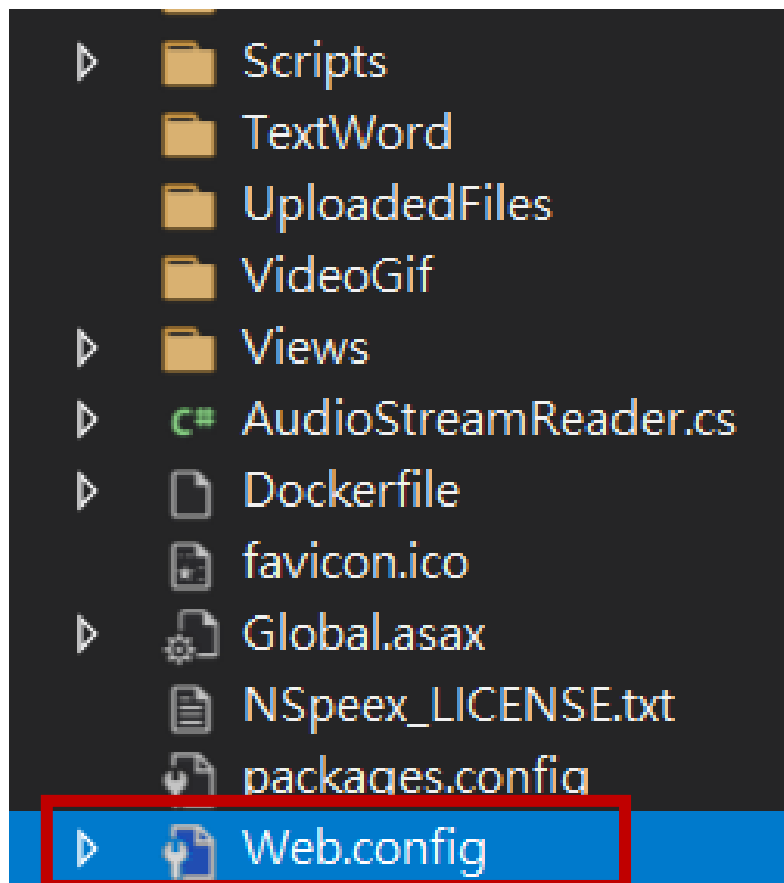 Scripts
TextWord
UploadedFiles
VideoGif
Views
C# AudioStreamReader.cs
Dockerfile
favicon.ico
Global.asax
NSpeex_LICENSE.txt
packages.config
Web.config